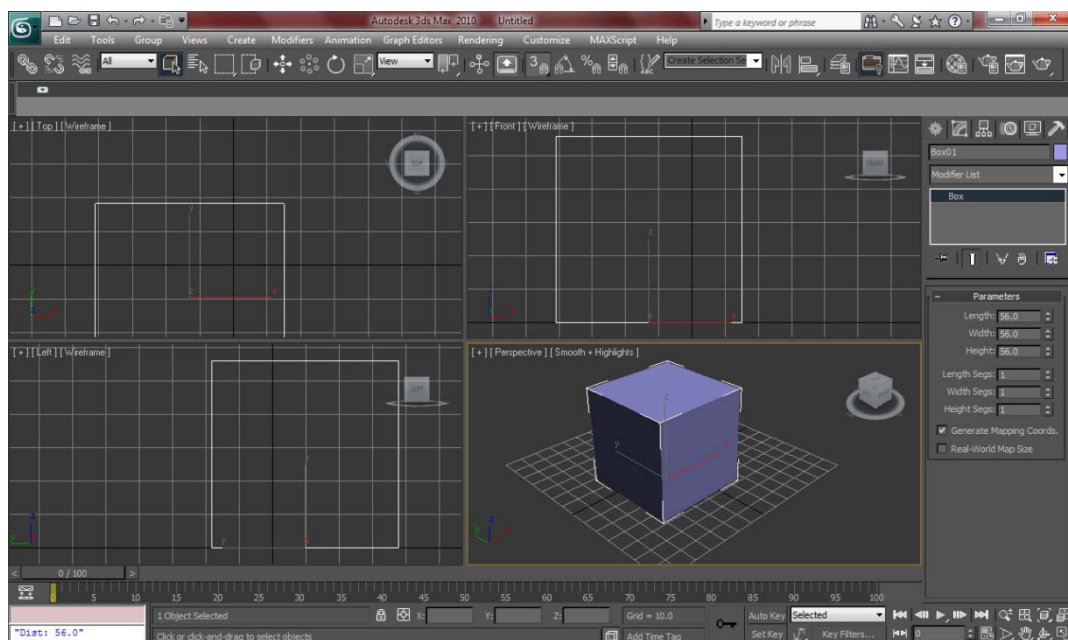 Autodesk 3ds Max 2010 Untitled
Type a keyword or phrase
Edit Tools Group Views Create Modifiers Animation Graph Editors Rendering Customize MAXScript Help
All
View
3
Create Selection Se
[ + ] [ Top ] [ Wireframe ]
TOP
[ + ] [ Front ] [ Wireframe ]
FRONT
Box01
Modifier List
Box
Parameters
Length: 56.0
Width: 56.0
Height: 56.0
Length Segs: 1
Width Segs: 1
Height Segs: 1
Generate Mapping Coords.
Real-World Map Size
[ + ] [ Left ] [ Wireframe ]
LEFT
[ + ] [ Perspective ] [ Smooth + Highlights ]
0 / 100
0 5 10 15 20 25 30 35 40 45 50 55 60 65 70 75 80 85 90 95 100
1 Object Selected
X: Y: Z:
Grid = 10.0
Auto Key Selected
"Dist: 56.0"
Click or click-and-drag to select objects
Add Time Tag
Set Key Key Filters...
0